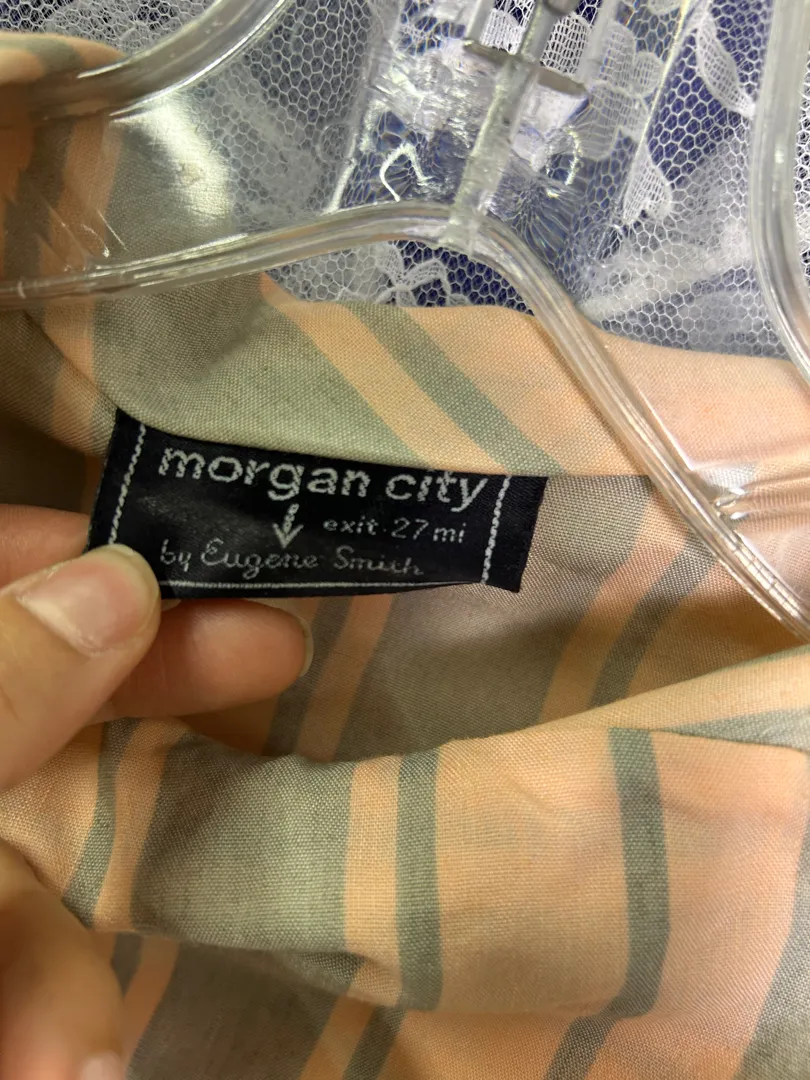 morgan city
exit 27 mi
by Eugene Smith